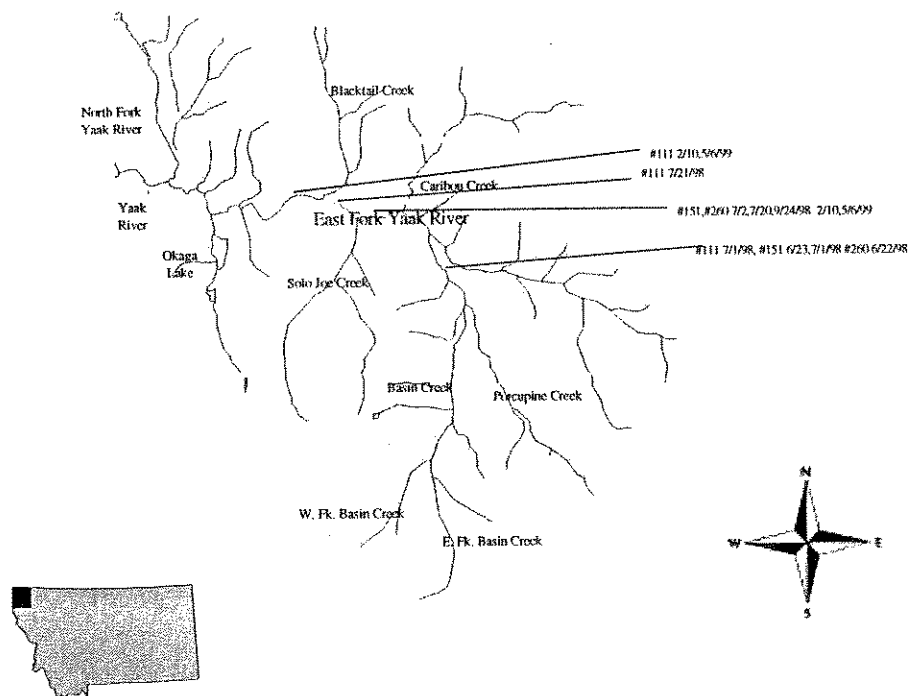 Blacktail Creek
North Fork
Yaak River
#111 2/10,5/6/99
#111 7/21/98
Caribou Creek
Yaak
River
East Fork Yaak River
#151,#260 7/2,7/20,9/24/98 2/10,5/6/99
#111 7/1/98, #151 6/23,7/1/98 #260 6/22/98
Okaga
Lake
Solo Joe Creek
Basin Creek
Porcupine Creek
W. Fk. Basin Creek
E. Fk. Basin Creek
N
W
E
S